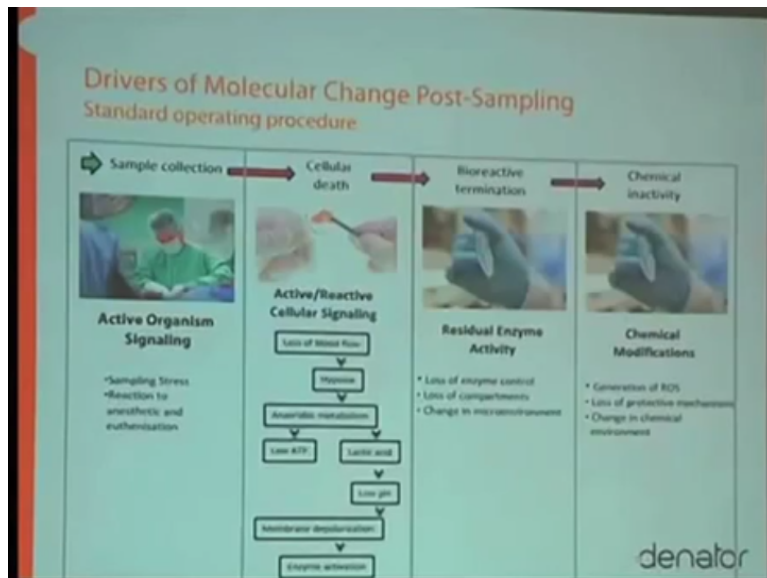 Drivers of Molecular Change Post-Sampling
Standard operating procedure
Sample collection
Cellular
death
Bioreactive
termination
Chemical
inactivity
Active Organism
Signaling
•Sampling Stress
•Reaction to
anesthetic and
euthenisation
Active/Reactive
Cellular Signaling
Loss of blood flow
Hypoxia
Anaerobic metabolism
Low ATP
Lactic acid
Low pH
Membrane depolarization
Enzyme activation
Residual Enzyme
Activity
• Loss of enzyme control
• Loss of compartments
• Change in microenvironment
Chemical
Modifications
• Generation of ROS
• Loss of protective mechanisms
• Change in chemical
environment
denator